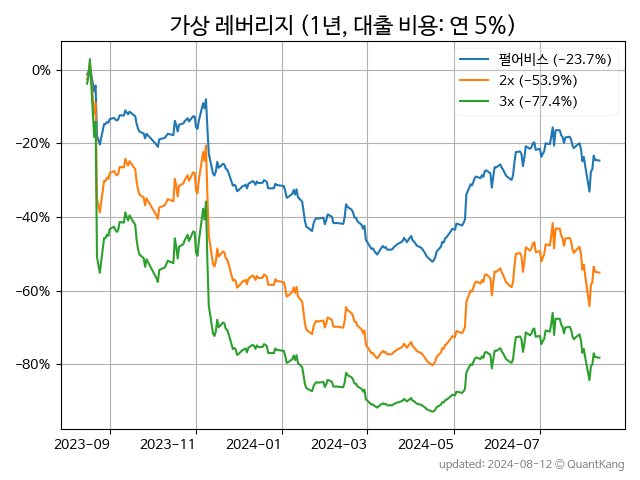 가상 레버리지 (1년, 대출 비용: 연 5%)
펄어비스 (−23.7%)
2x (−53.9%)
3x (−77.4%)
0%
−20%
−40%
−60%
−80%
2023-09 2023-11 2024-01 2024-03 2024-05 2024-07
updated: 2024-08-12 © QuantKang